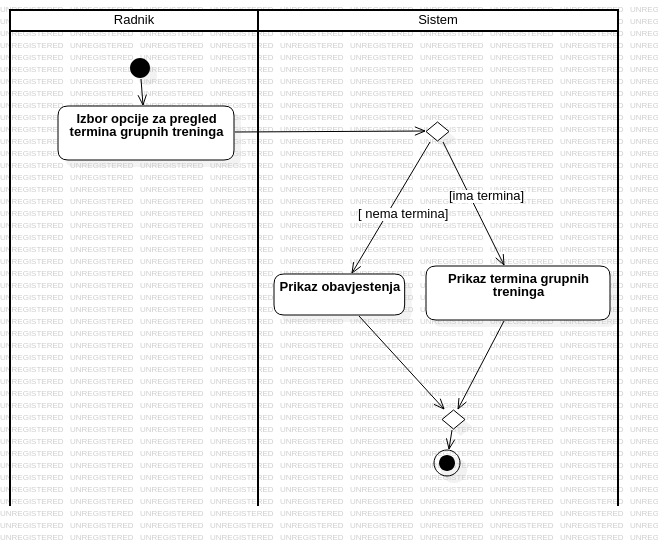 Radnik
Sistem
Izbor opcije za pregled
termina grupnih treninga
[ima termina]
[ nema termina]
Prikaz obavjestenja
Prikaz termina grupnih
treninga
UNREGISTERED